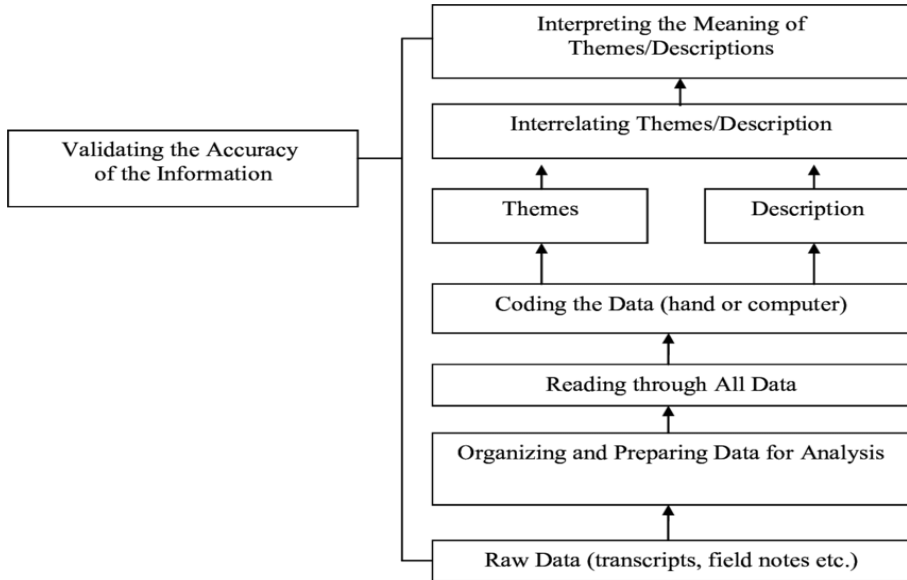 Interpreting the Meaning of
Themes/Descriptions
Interrelating Themes/Description
Validating the Accuracy
of the Information
Themes
Description
Coding the Data (hand or computer)
Reading through All Data
Organizing and Preparing Data for Analysis
Raw Data (transcripts, field notes etc.)